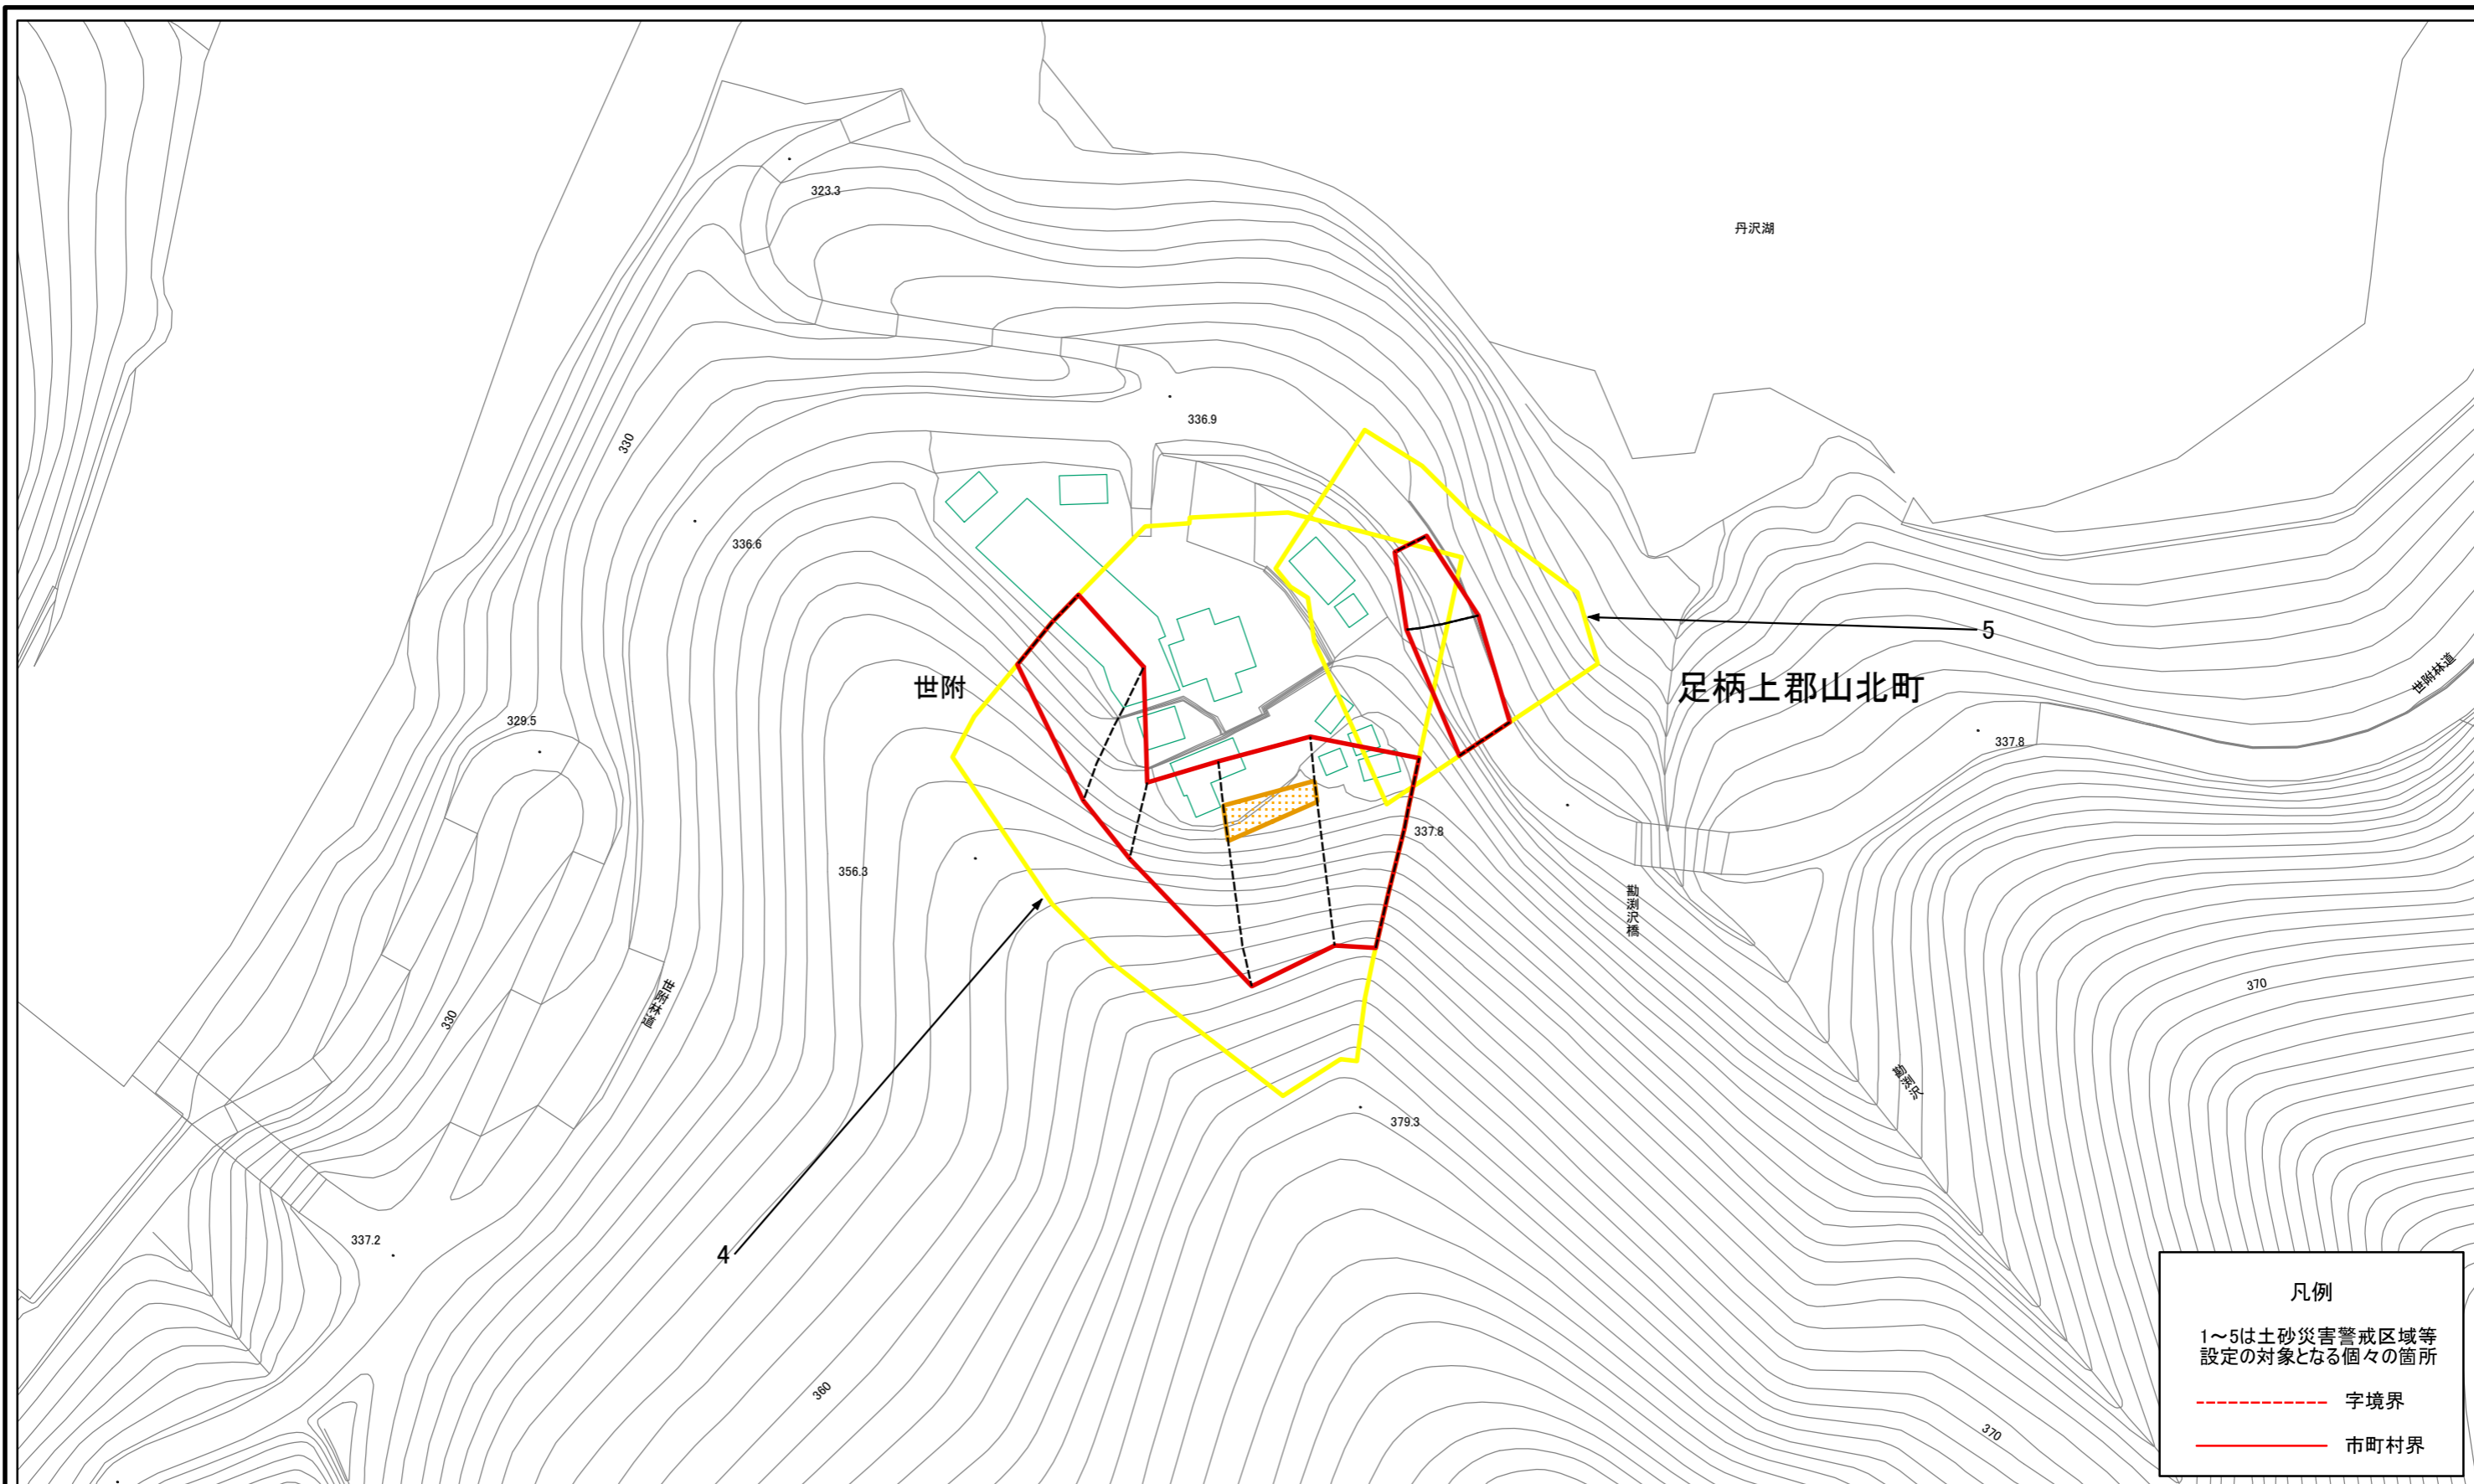 323.3
丹沢湖
336.9
330
336.6
5
世附
足柄上郡山北町
世附林道
329.5
337.8
337.8
356.3
勘渕沢橋
370
世附林道
330
勘渕沢
379.3
4
337.2
360
370
凡例
1～5は土砂災害警戒区域等
設定の対象となる個々の箇所
字境界
市町村界